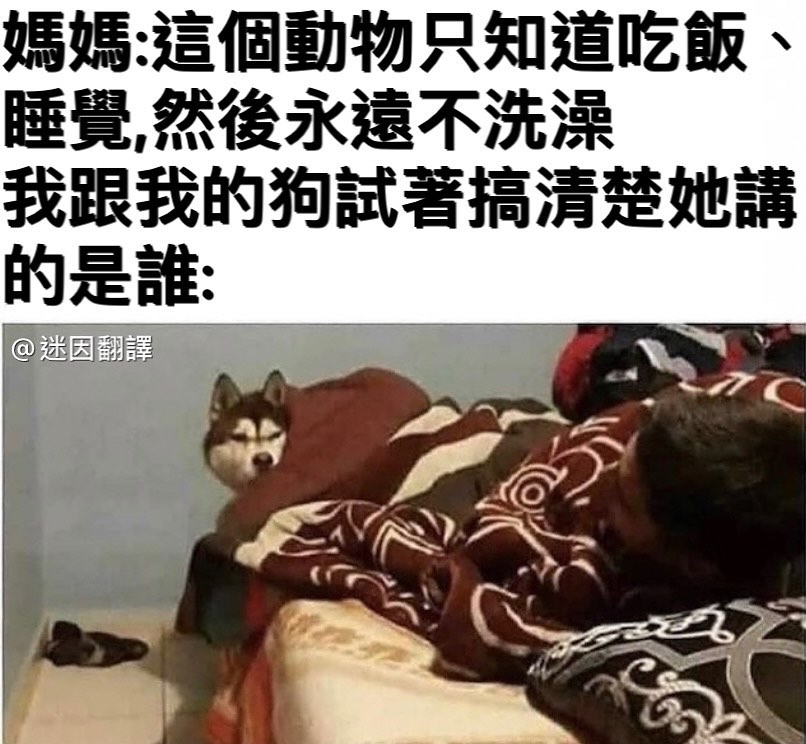 媽媽:這個動物只知道吃飯、
睡覺,然後永遠不洗澡
我跟我的狗試著搞清楚她講
的是誰:
@迷因翻譯